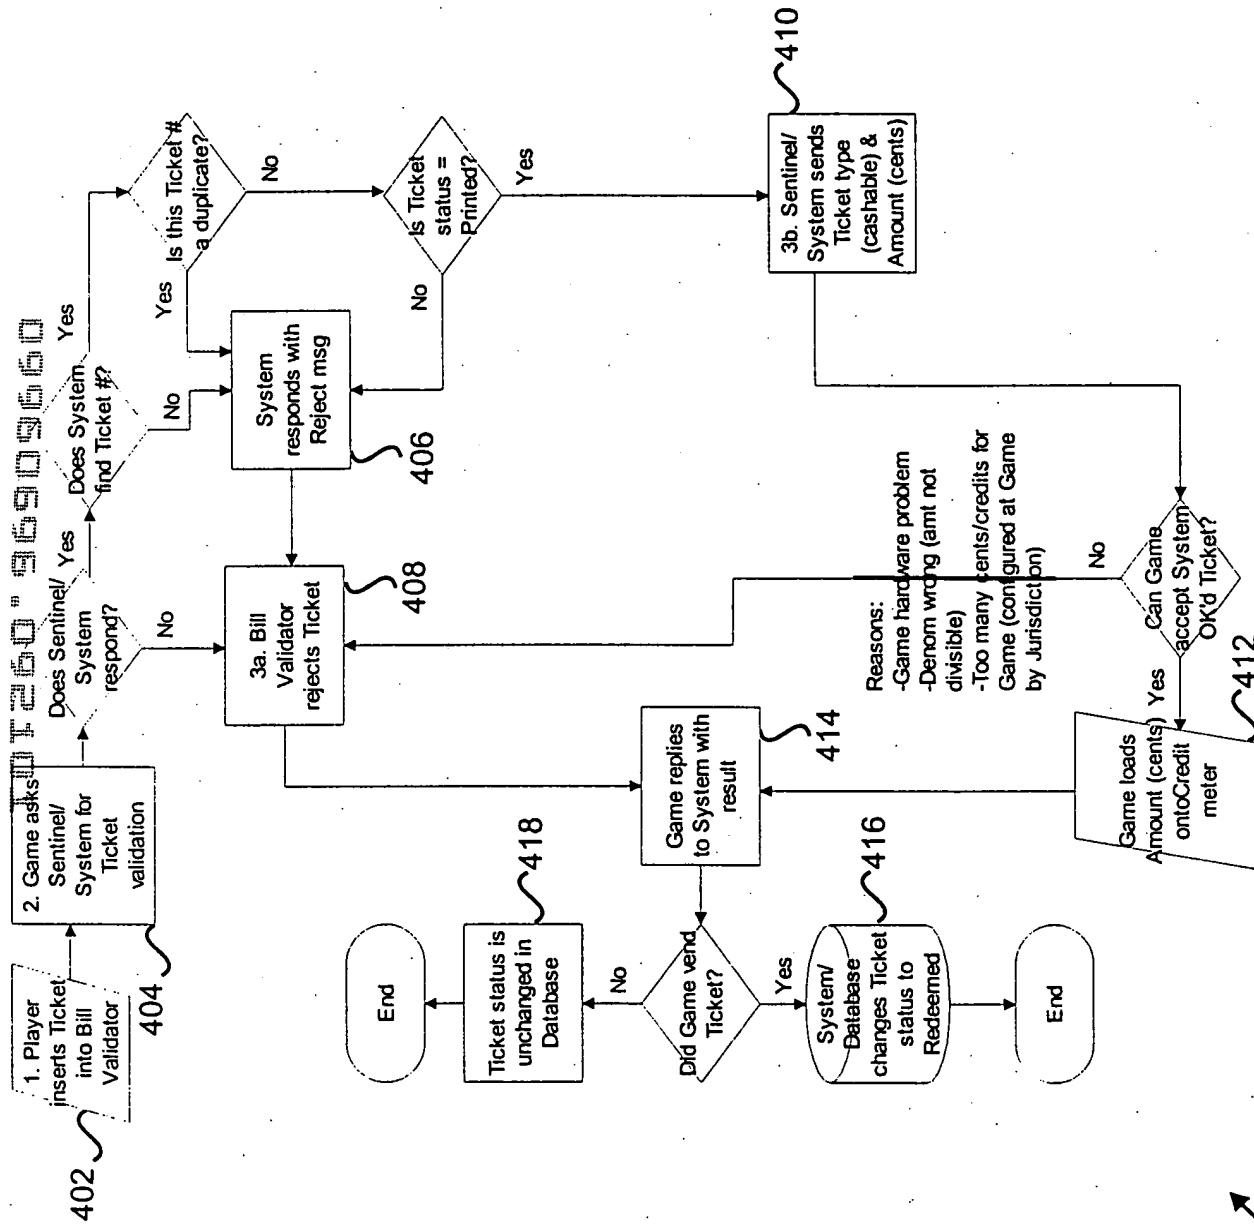 1. Player
inserts Ticket
into Bill
Validator
402
2. Game asks
Sentinel/
System for
Ticket
validation
404
Does Sentinel/
System
respond?
Yes
No
Does System
find Ticket #?
Yes
No
Is this Ticket #
a duplicate?
Yes
No
Is Ticket
status =
Printed?
No
Yes
System
responds with
Reject msg
406
3a. Bill
Validator
rejects Ticket
408
3b. Sentinel/
System sends
Ticket type
(cashable) &
Amount (cents)
410
Reasons:
-Game hardware problem
-Denom wrong (amt not
divisible)
-Too many cents/credits for
Game (configured at Game
by Jurisdiction)
Can Game
accept System
OK'd Ticket?
No
Yes
Game loads
Amount (cents)
ontoCredit
meter
412
Game replies
to System with
result
414
Did Game vend
Ticket?
No
Yes
Ticket status is
unchanged in
Database
418
End
System/
Database
changes Ticket
status to
Redeemed
416
End